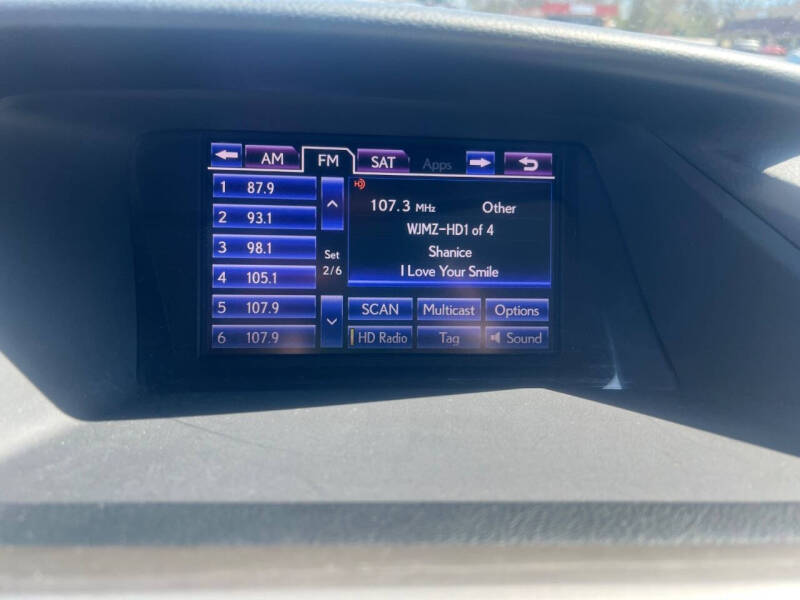 AM FM SAT Apps
1 87.9
2 93.1
3 98.1
4 105.1
5 107.9
6 107.9
Set
2/6
107.3 MHz Other
WJMZ-HD1 of 4
Shanice
I Love Your Smile
SCAN Multicast Options
HD Radio Tag Sound